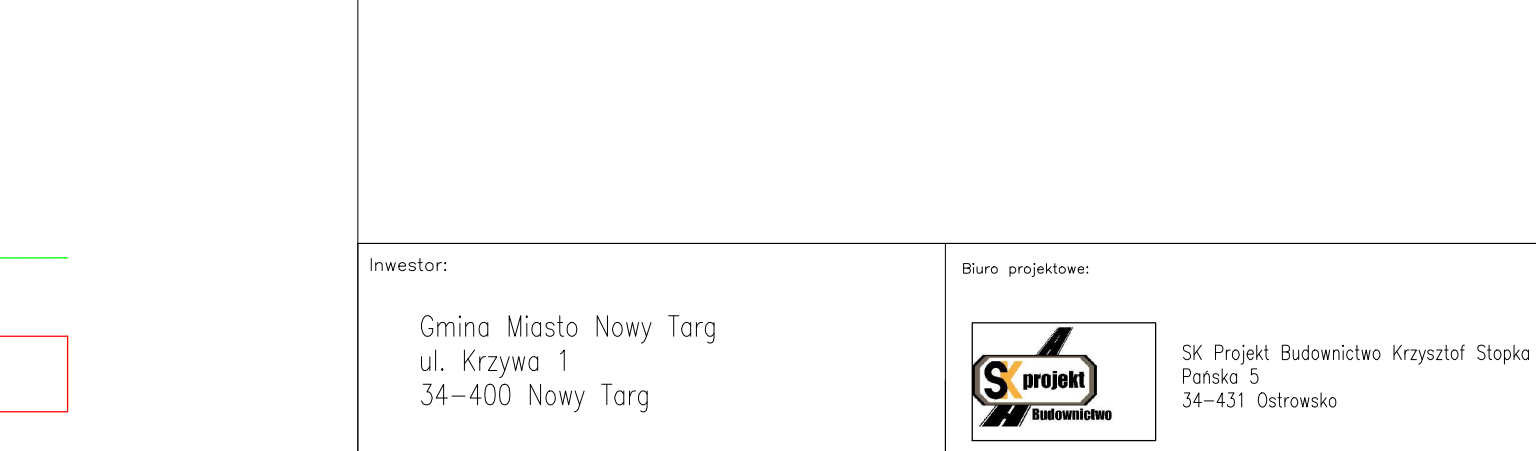 Inwestor:
Gmina Miasto Nowy Targ
ul. Krzywa 1
34-400 Nowy Targ
Biuro projektowe:
SK projekt
Budownictwo
SK Projekt Budownictwo Krzysztof Stopka
Pańska 5
34-431 Ostrowsko